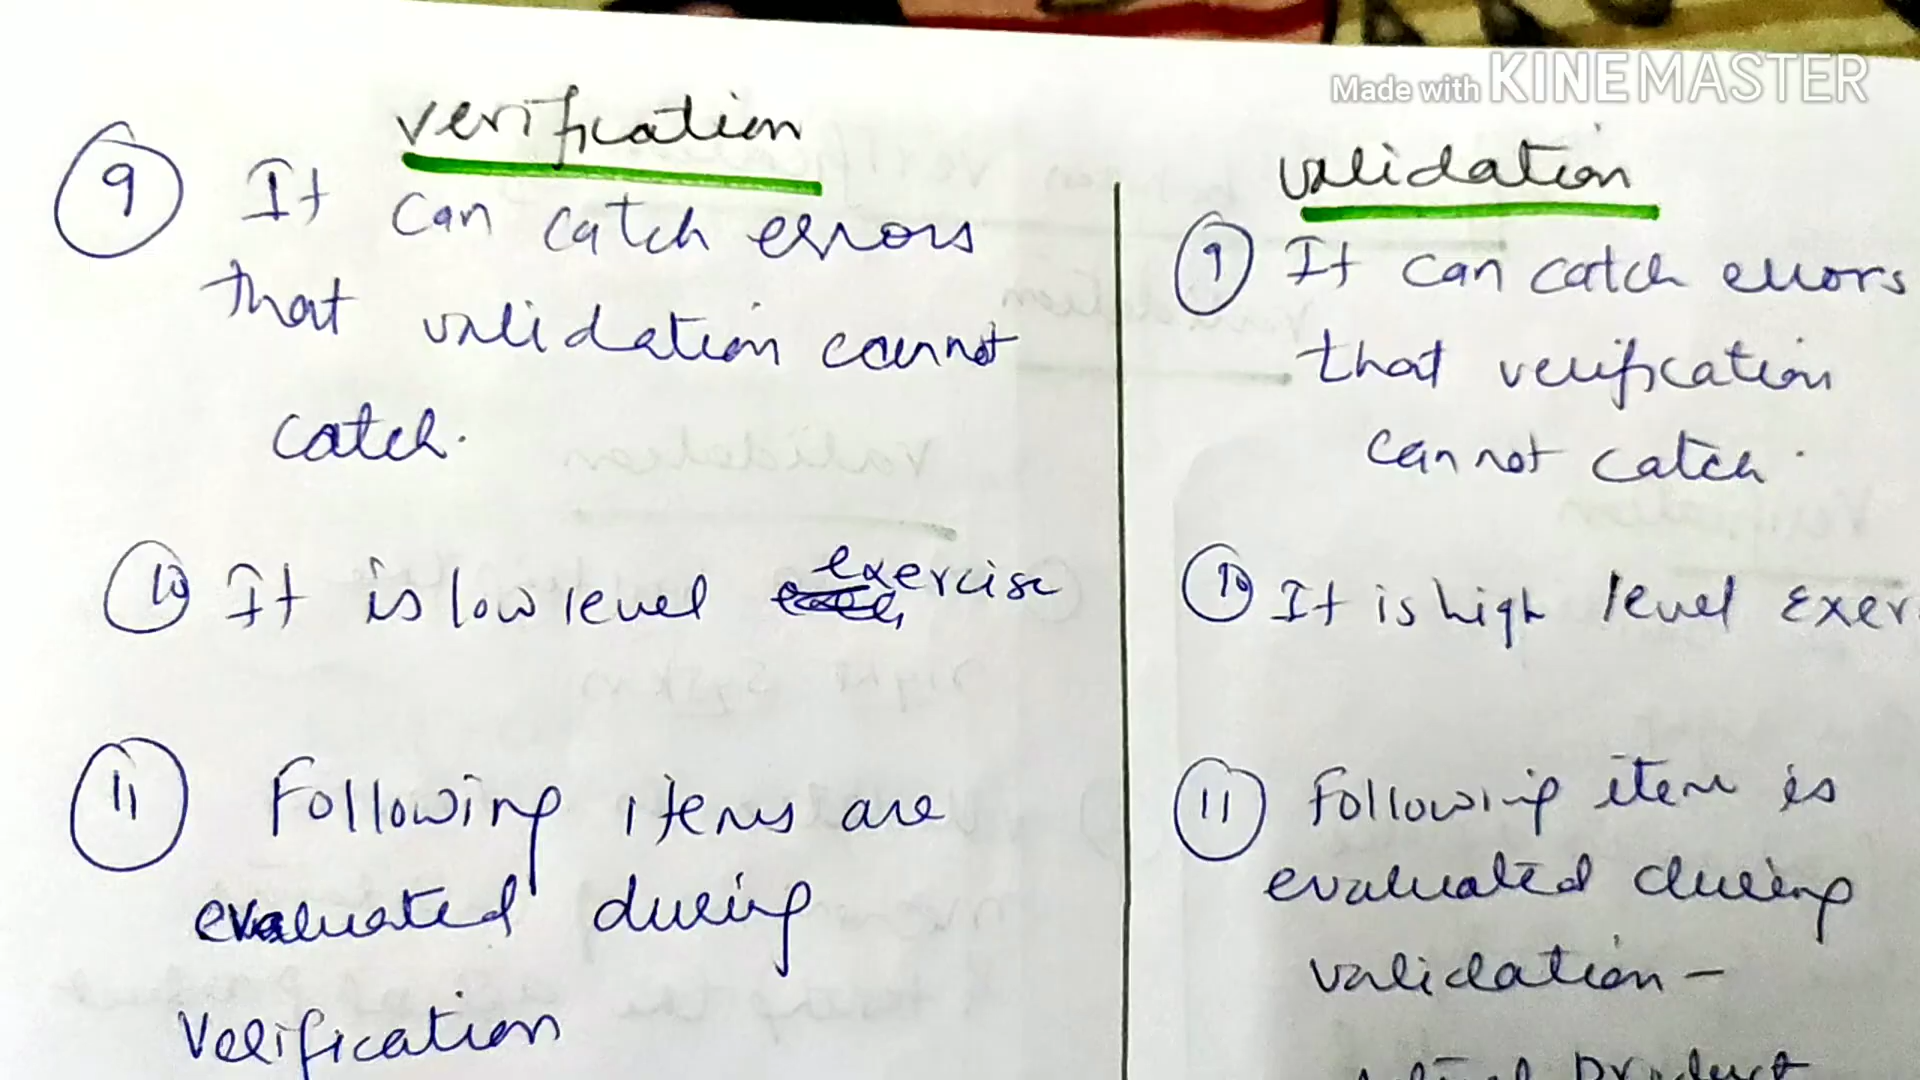 Made with KINEMASTER
verification
9 It can catch errors
that validation cannot
catch.
10 It is low level exercise
11 Following items are
evaluated during
Verification
validation
9 It can catch errors
that verification
cannot catch.
10 It is high level exer
11 Following item is
evaluated during
validation -
Product